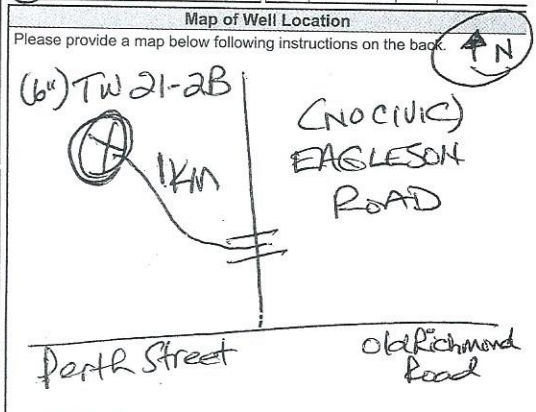 Map of Well Location
Please provide a map below following instructions on the back.
N
(6") TW 21-2B
(NO CIVIC)
EAGLESON
ROAD
1KM
Perth Street
Old Richmond
Road